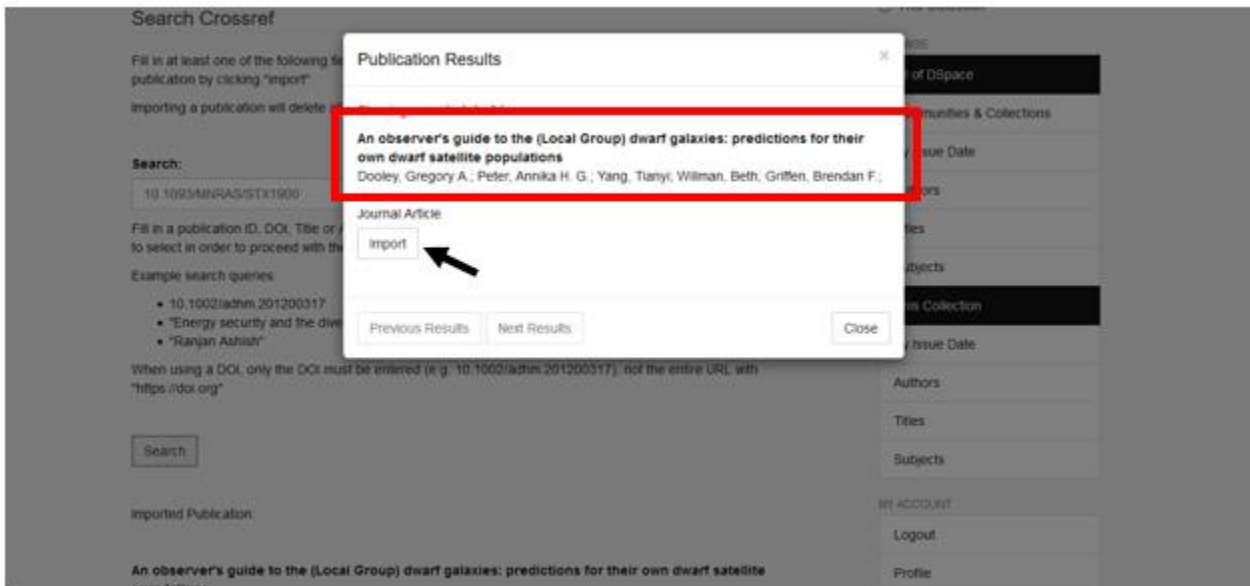 Search Crossref
Fill in at least one of the following
publication by clicking "import"
Importing a publication will delete
Search:
10.1093/MNRAS/STX1900
Fill in a publication ID, DOI, Title or
to select in order to proceed with the
Example search queries
• 10.1002/adhm.201200317
• "Energy security and the dive
• "Ranjan Ashish"
When using a DOI, only the DOI must be entered (e.g. 10.1002/adhm.201200317), not the entire URL with
"https://doi.org"
Search
Imported Publication:
An observer's guide to the (Local Group) dwarf galaxies: predictions for their own dwarf satellite
Publication Results
×
An observer's guide to the (Local Group) dwarf galaxies: predictions for their
own dwarf satellite populations
Dooley, Gregory A.; Peter, Annika H. G.; Yang, Tianyi; Willman, Beth; Griffen, Brendan F.;
Journal Article
Import
Previous Results
Next Results
Close
of DSpace
& Collections
Issue Date
Collection
Issue Date
Authors
Titles
Subjects
MY ACCOUNT
Logout
Profile